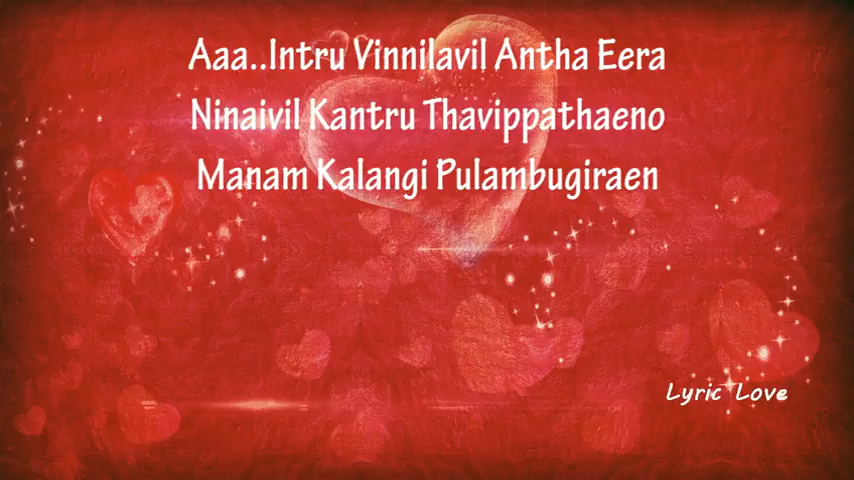 Aaa..Intru Vinnilavil Antha Eera
Ninaivil Kantru Thavippathaeno
Manam Kalangi Pulambugiraen
Lyric Love